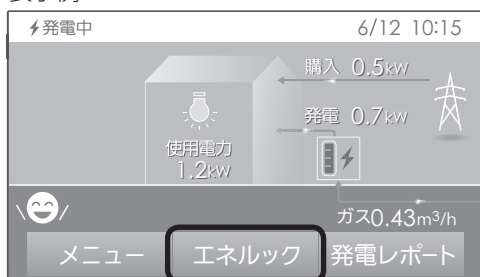 発電中 6/12 10:15
購入 0.5kW
発電 0.7kW
使用電力
1.2kW
ガス0.43m³/h
メニュー エネルック 発電レポート